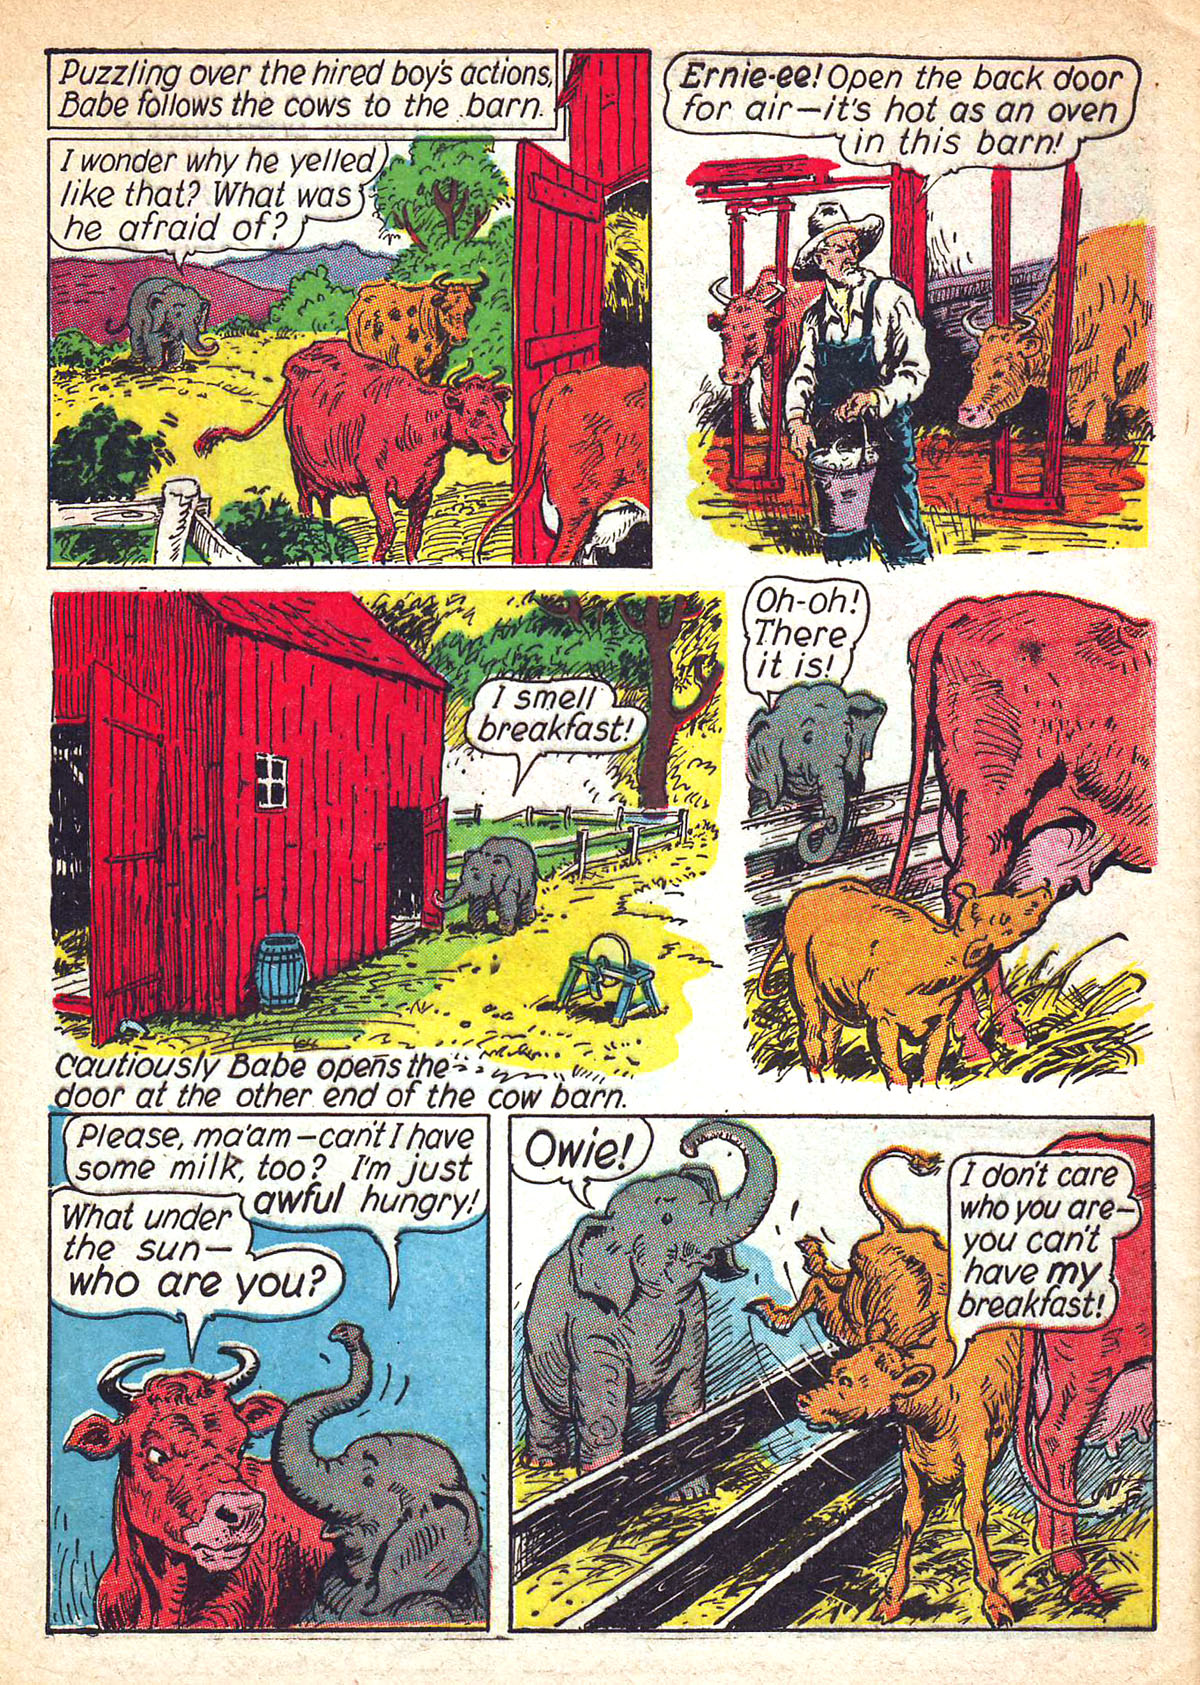 Puzzling over the hired boy's actions,
Babe follows the cows to the barn.
I wonder why he yelled
like that? What was
he afraid of?
Ernie-ee! Open the back door
for air—it's hot as an oven
in this barn!
I smell
breakfast!
Cautiously Babe opens the
door at the other end of the cow barn.
Oh-oh!
There
it is!
Please, ma'am—can't I have
some milk, too? I'm just
awful hungry!
What under
the sun—
who are you?
Owie!
I don't care
who you are—
you can't
have my
breakfast!